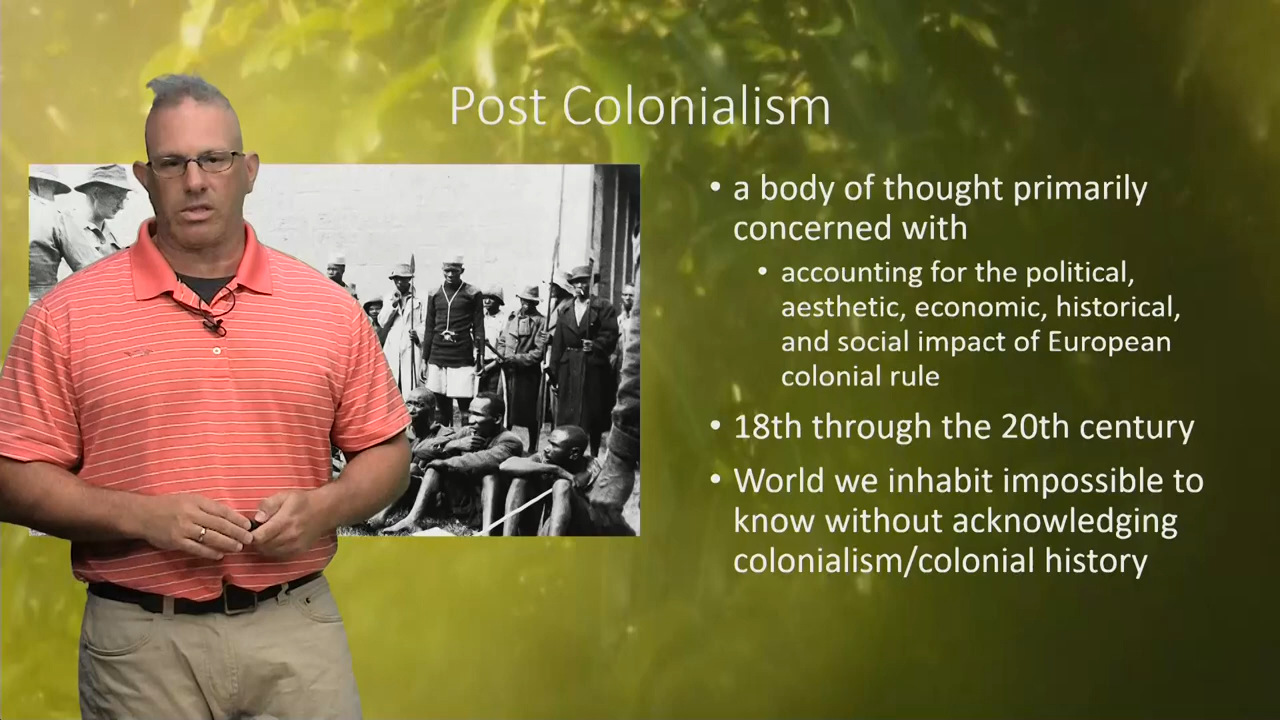 Post Colonialism
• a body of thought primarily
concerned with
• accounting for the political,
aesthetic, economic, historical,
and social impact of European
colonial rule
• 18th through the 20th century
• World we inhabit impossible to
know without acknowledging
colonialism/colonial history